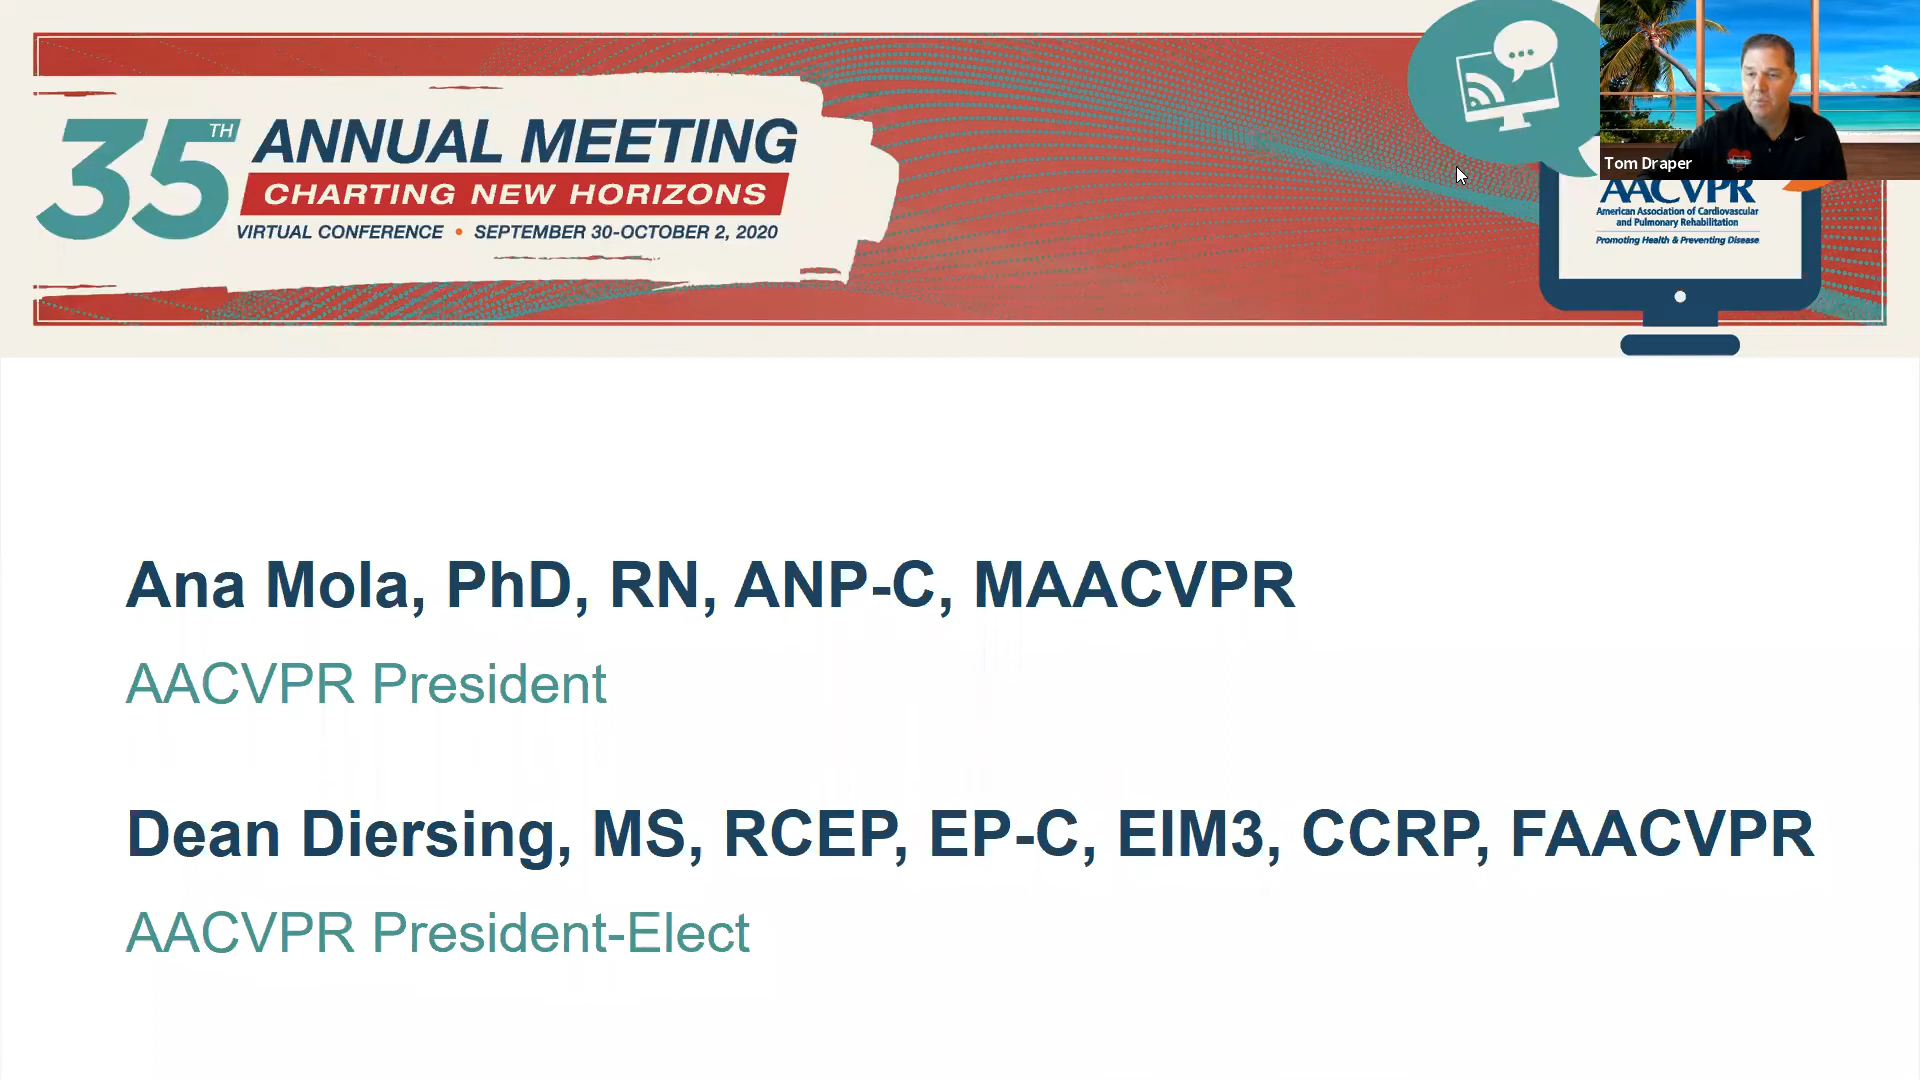 35TH ANNUAL MEETING
CHARTING NEW HORIZONS
VIRTUAL CONFERENCE • SEPTEMBER 30-OCTOBER 2, 2020
Tom Draper
AACVPR
American Association of Cardiovascular
and Pulmonary Rehabilitation
Promoting Health & Preventing Disease
Ana Mola, PhD, RN, ANP-C, MAACVPR
AACVPR President
Dean Diersing, MS, RCEP, EP-C, EIM3, CCRP, FAACVPR
AACVPR President-Elect